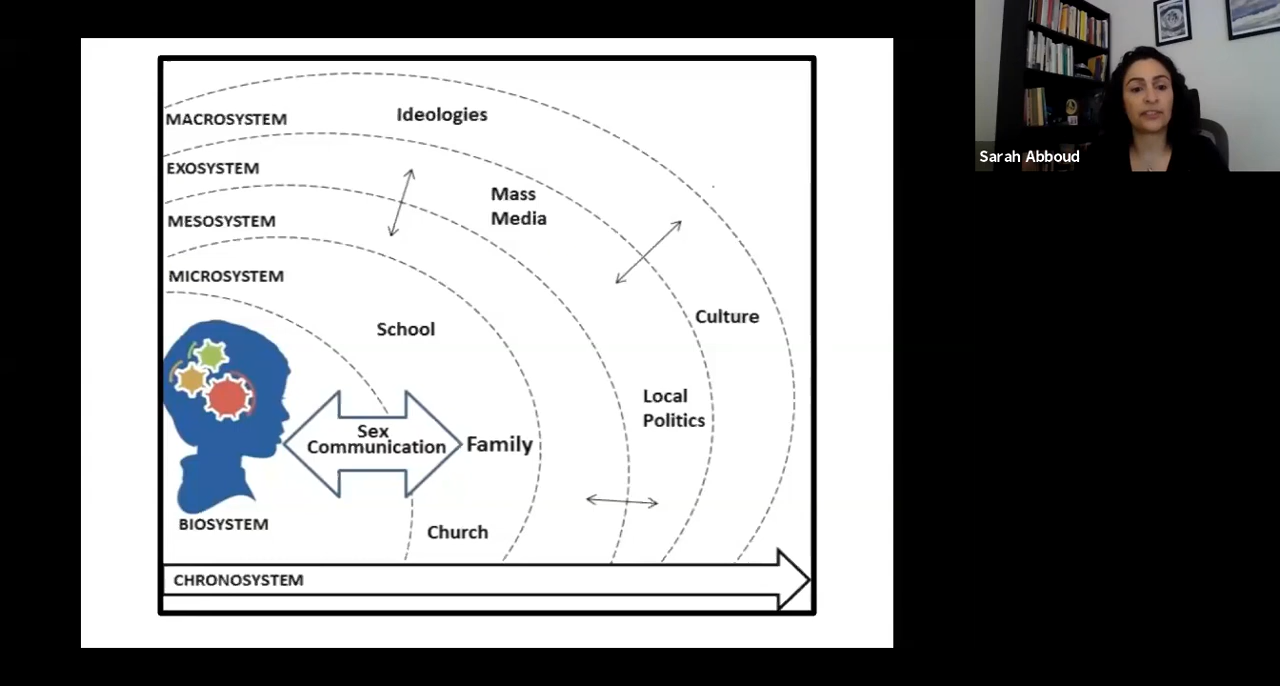 MACROSYSTEM
Ideologies
EXOSYSTEM
Mass
Media
MESOSYSTEM
MICROSYSTEM
School
Culture
Local
Politics
Sex
Communication
Family
BIOSYSTEM
Church
CHRONOSYSTEM
Sarah Abboud